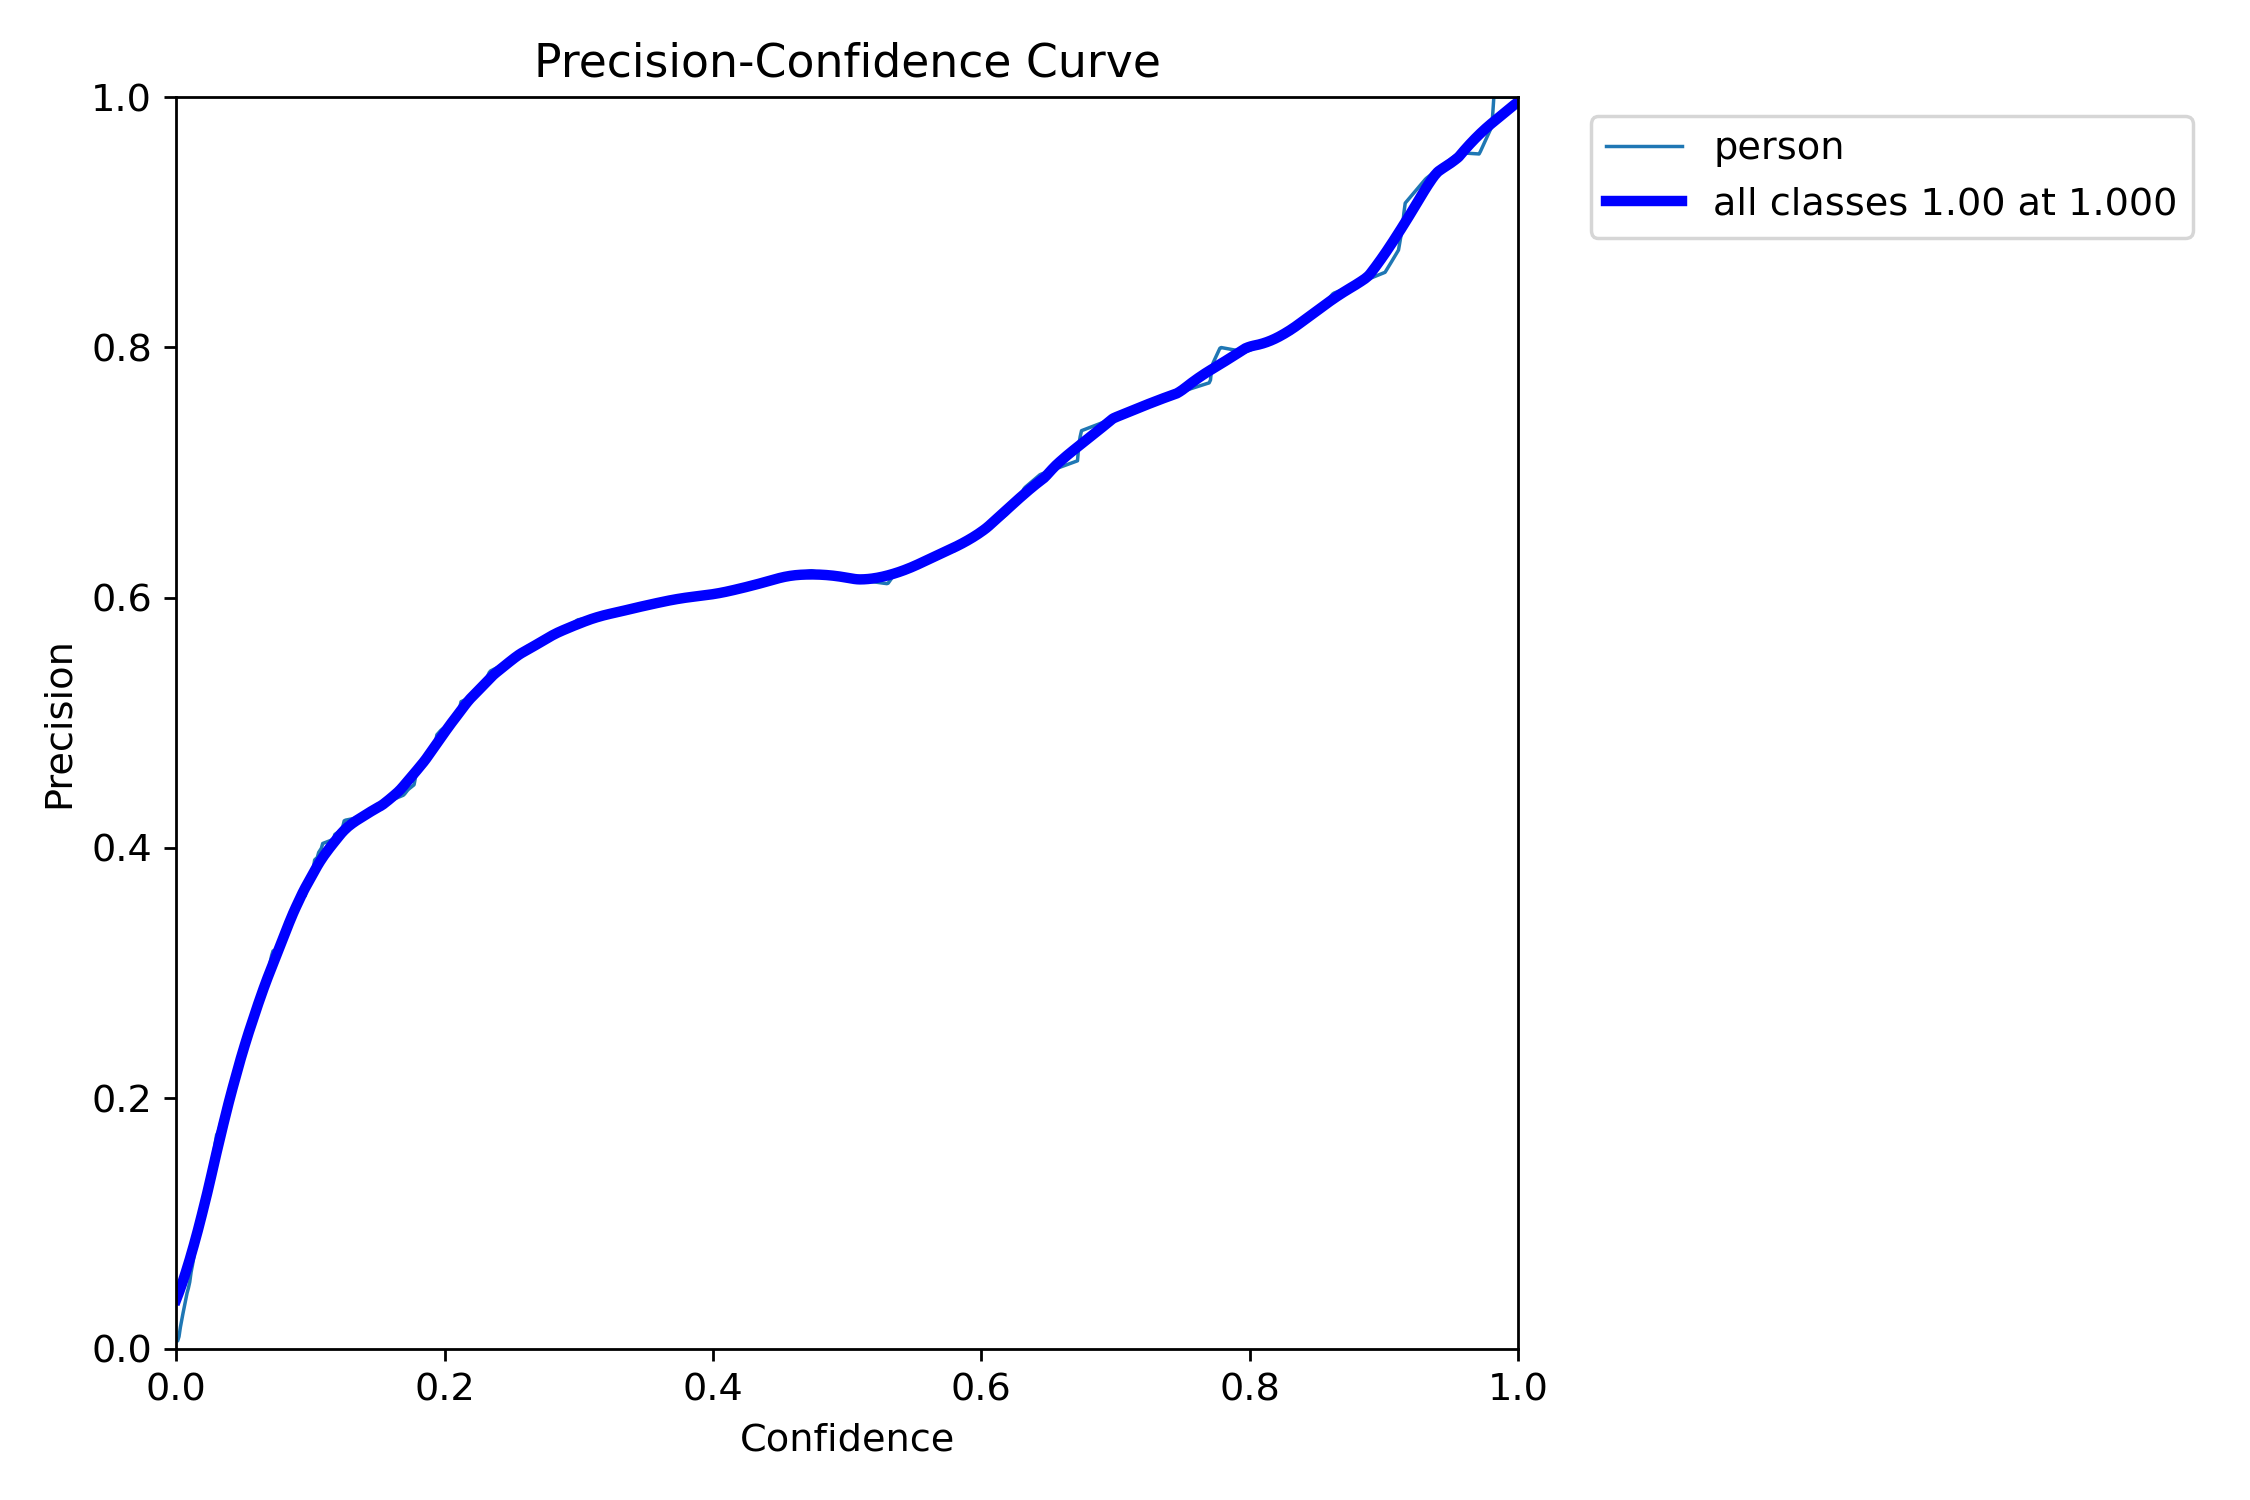 Precision-Confidence Curve
1.0
0.8
0.6
0.4
0.2
0.0
Precision
0.0 0.2 0.4 0.6 0.8 1.0
Confidence
person
all classes 1.00 at 1.000